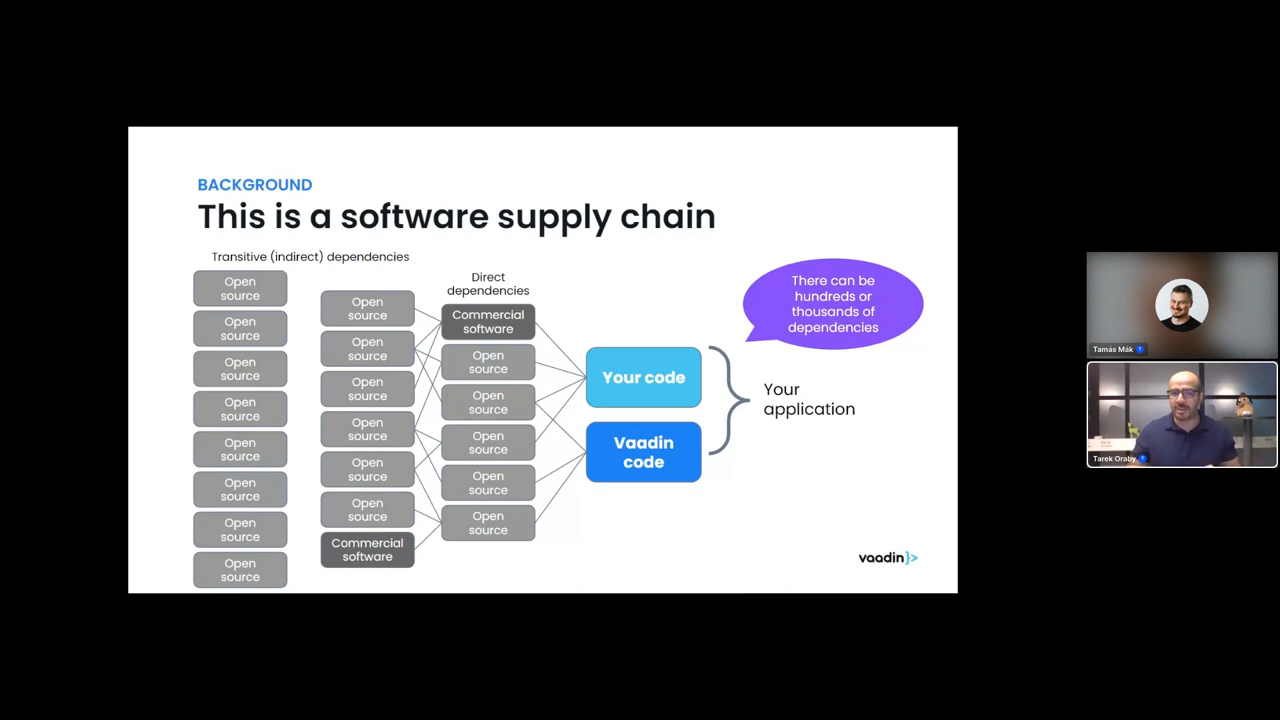 BACKGROUND
This is a software supply chain
Transitive (indirect) dependencies
Open
source
Open
source
Open
source
Open
source
Open
source
Open
source
Open
source
Open
source
Open
source
Open
source
Open
source
Open
source
Open
source
Open
source
Commercial
software
Direct
dependencies
Commercial
software
Open
source
Open
source
Open
source
Open
source
Open
source
Your code
Vaadin
code
There can be
hundreds or
thousands of
dependencies
Your
application
vaadin}>
Tamás Mák
Tarek Oraby